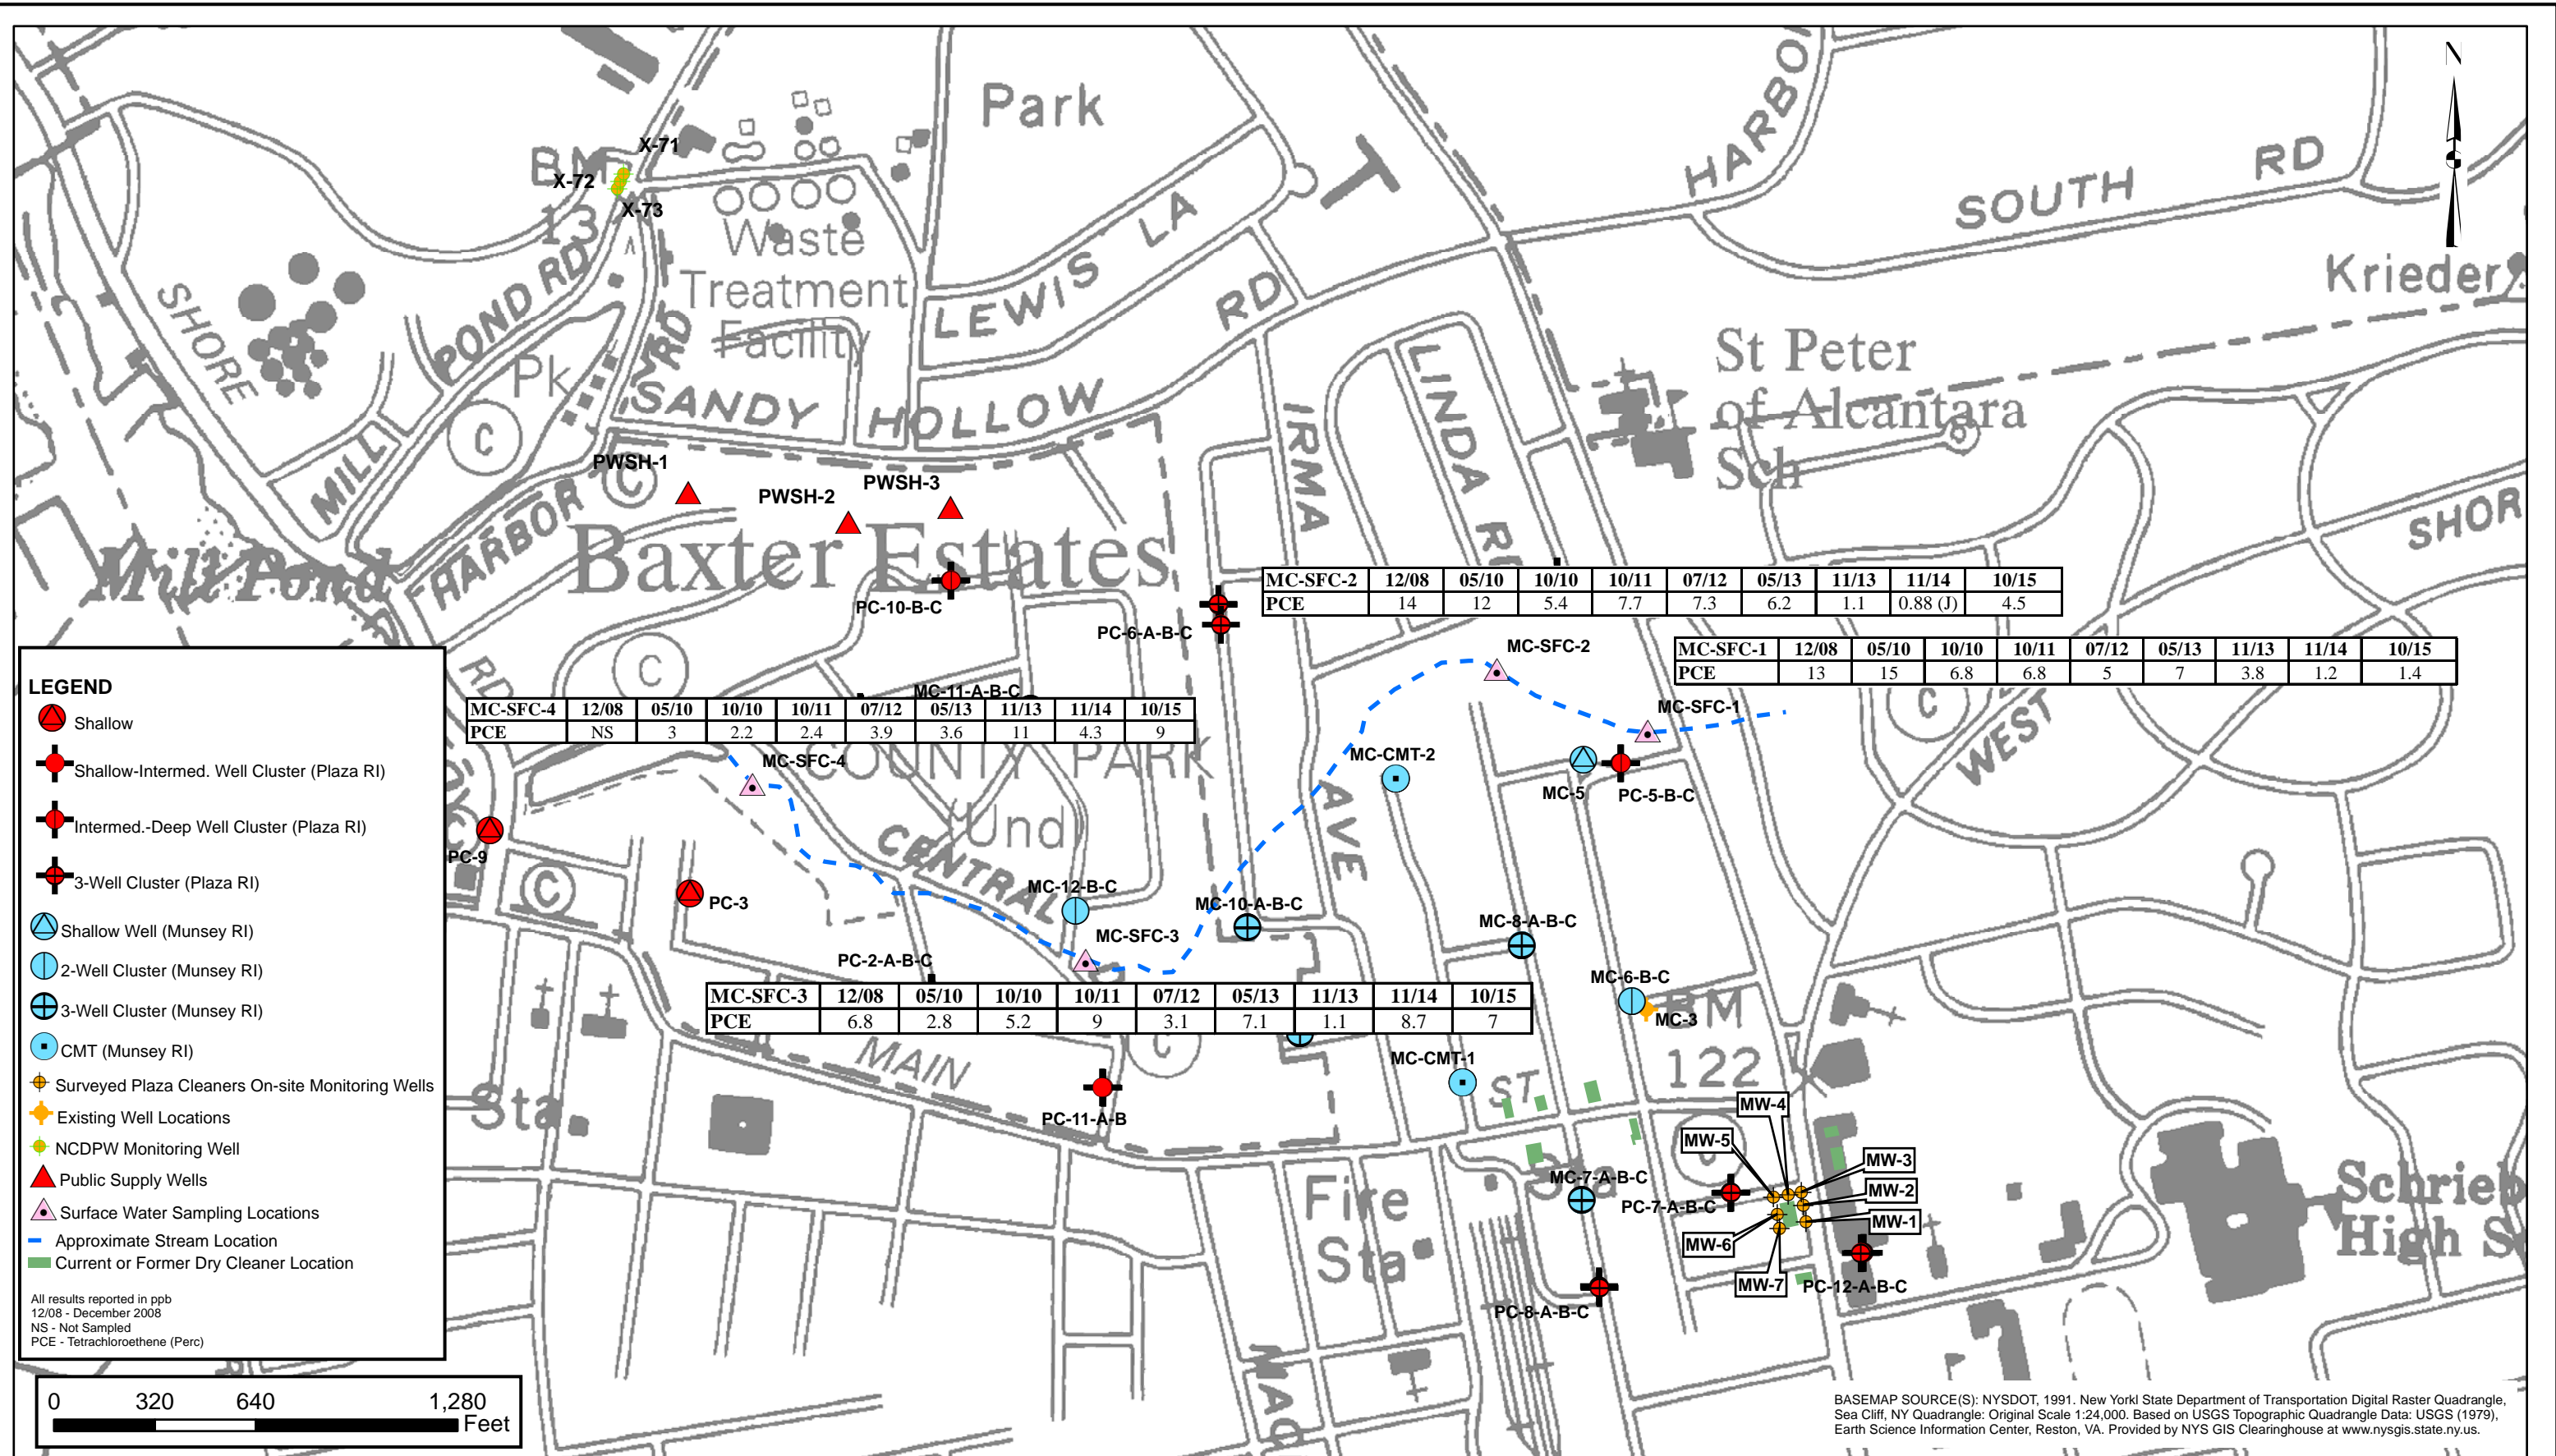 N
Park
HARBOR
SOUTH RD
X-71
BM
X-72
X-73
13
Waste
Treatment
Facility
LEWIS LA
RD
Krieder
SHORE
POND RD
MILL
Pk
RD
SANDY HOLLOW
IRMA
AVE
LINDA RD
St Peter
of Alcantara
Sch
SHOR
PWSH-1
PWSH-2
PWSH-3
C
C
HARBOR
Baxter Estates
Mill Pond
PC-10-B-C
PC-6-A-B-C
MC-SFC-2 12/08 05/10 10/10 10/11 07/12 05/13 11/13 11/14 10/15
PCE 14 12 5.4 7.7 7.3 6.2 1.1 0.88 (J) 4.5
MC-SFC-2
MC-SFC-1 12/08 05/10 10/10 10/11 07/12 05/13 11/13 11/14 10/15
PCE 13 15 6.8 6.8 5 7 3.8 1.2 1.4
MC-SFC-1
C
C
WEST
RD
MC-11-A-B-C
MC-SFC-4 12/08 05/10 10/10 10/11 07/12 05/13 11/13 11/14 10/15
PCE NS 3 2.2 2.4 3.9 3.6 11 4.3 9
COUNTY PARK
(Und)
MC-SFC-4
MC-CMT-2
MC-5
PC-5-B-C
PC-9
C
C
PC-3
CENTRAL
MC-12-B-C
MC-10-A-B-C
MC-8-A-B-C
MC-SFC-3
PC-2-A-B-C
MC-6-B-C
MC-3
BM
122
MC-SFC-3 12/08 05/10 10/10 10/11 07/12 05/13 11/13 11/14 10/15
PCE 6.8 2.8 5.2 9 3.1 7.1 1.1 8.7 7
C
MAIN
ST
MC-CMT-1
PC-11-A-B
Sta
C
MW-4
MW-5
MW-3
MW-2
MW-1
MW-6
MW-7
Sta
MC-7-A-B-C
PC-7-A-B-C
PC-12-A-B-C
PC-8-A-B-C
Fire
Sta
Schrieb
High S
LEGEND
Shallow
Shallow-Intermed. Well Cluster (Plaza RI)
Intermed.-Deep Well Cluster (Plaza RI)
3-Well Cluster (Plaza RI)
Shallow Well (Munsey RI)
2-Well Cluster (Munsey RI)
3-Well Cluster (Munsey RI)
CMT (Munsey RI)
Surveyed Plaza Cleaners On-site Monitoring Wells
Existing Well Locations
NCDPW Monitoring Well
Public Supply Wells
Surface Water Sampling Locations
Approximate Stream Location
Current or Former Dry Cleaner Location
All results reported in ppb
12/08 - December 2008
NS - Not Sampled
PCE - Tetrachloroethene (Perc)
0 320 640 1,280
Feet
BASEMAP SOURCE(S): NYSDOT, 1991. New Yorkl State Department of Transportation Digital Raster Quadrangle,
Sea Cliff, NY Quadrangle: Original Scale 1:24,000. Based on USGS Topographic Quadrangle Data: USGS (1979),
Earth Science Information Center, Reston, VA. Provided by NYS GIS Clearinghouse at www.nysgis.state.ny.us.